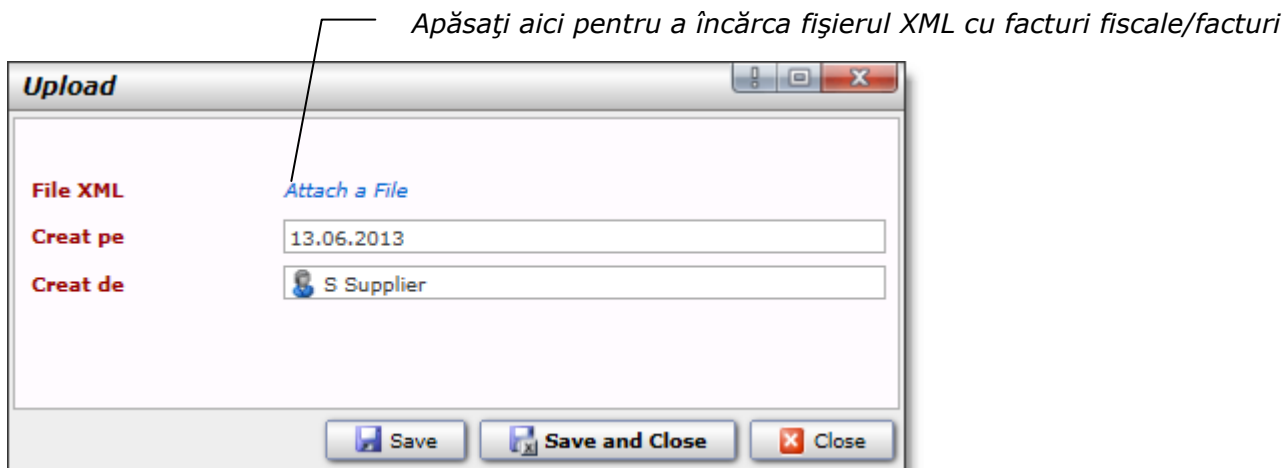 Apăsaţi aici pentru a încărca fişierul XML cu facturi fiscale/facturi
Upload
File XML Attach a File
Creat pe 13.06.2013
Creat de S Supplier
Save Save and Close Close